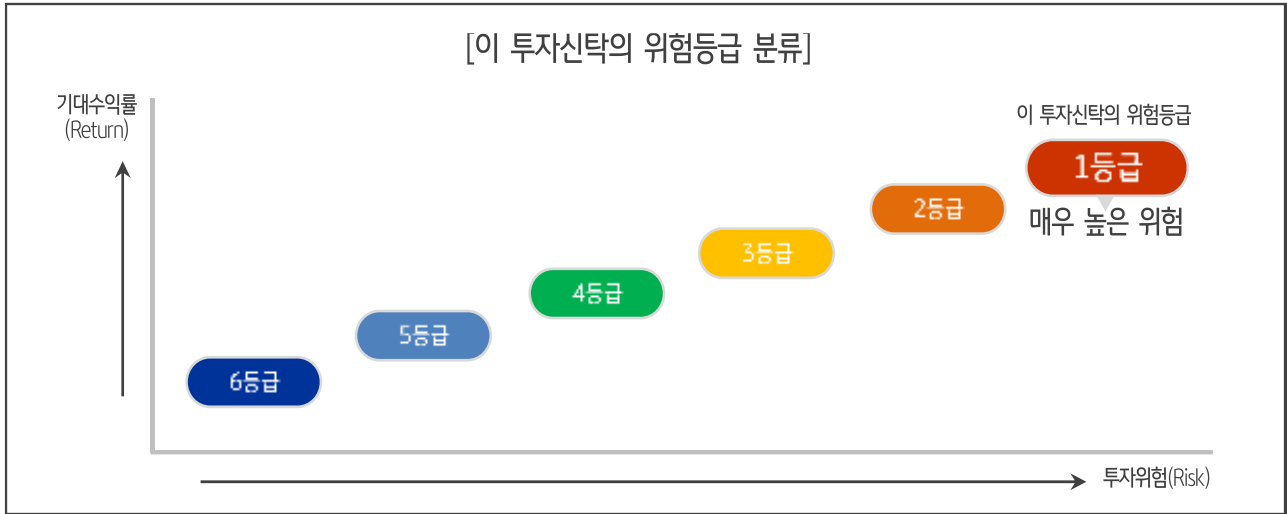 [이 투자신탁의 위험등급 분류]
기대수익률
(Return)
이 투자신탁의 위험등급
1등급
매우 높은 위험
2등급
3등급
4등급
5등급
6등급
투자위험(Risk)